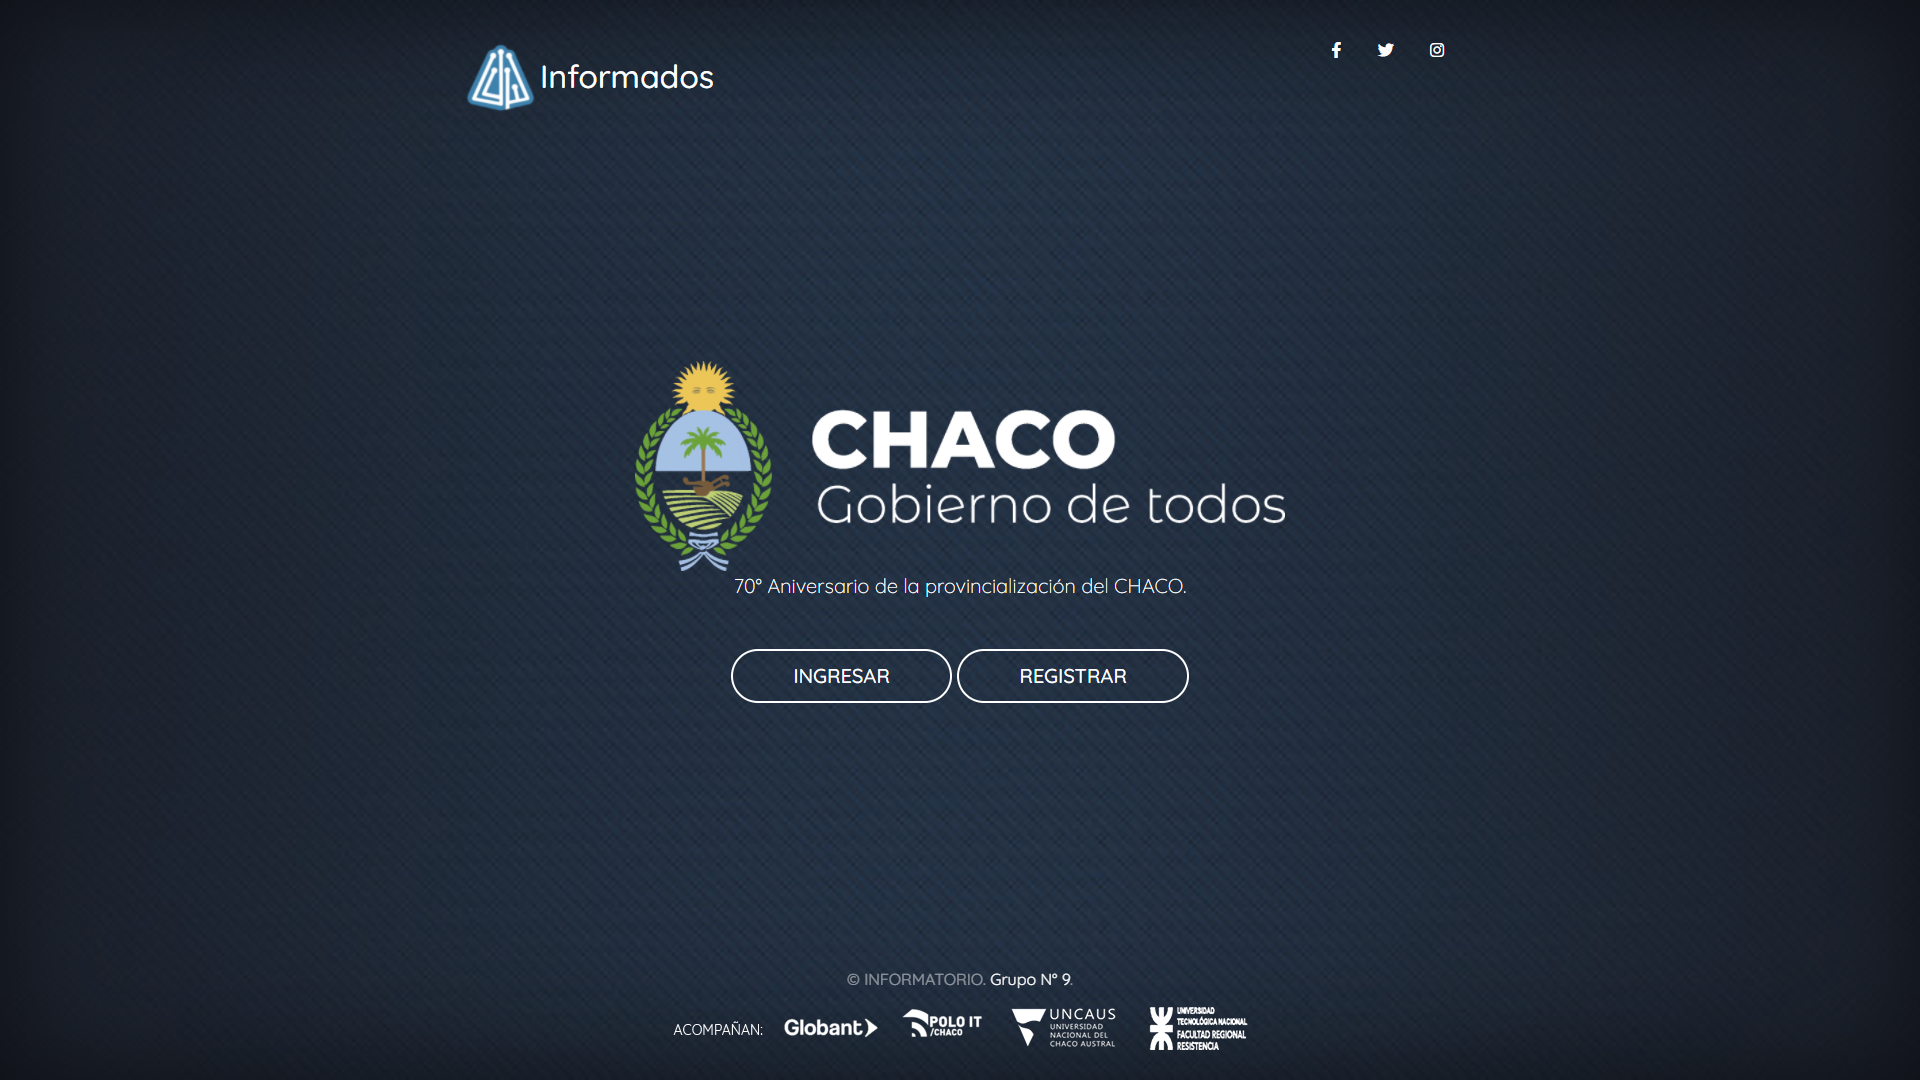 Informados
CHACO
Gobierno de todos
70° Aniversario de la provincialización del CHACO.
INGRESAR
REGISTRAR
© INFORMATORIO. Grupo N° 9.
ACOMPAÑAN:
Globant
POLO IT
/CHACO
UNCAUS
UNIVERSIDAD
NACIONAL DEL
CHACO AUSTRAL
UNIVERSIDAD
TECNOLÓGICA NACIONAL
FACULTAD REGIONAL
RESISTENCIA